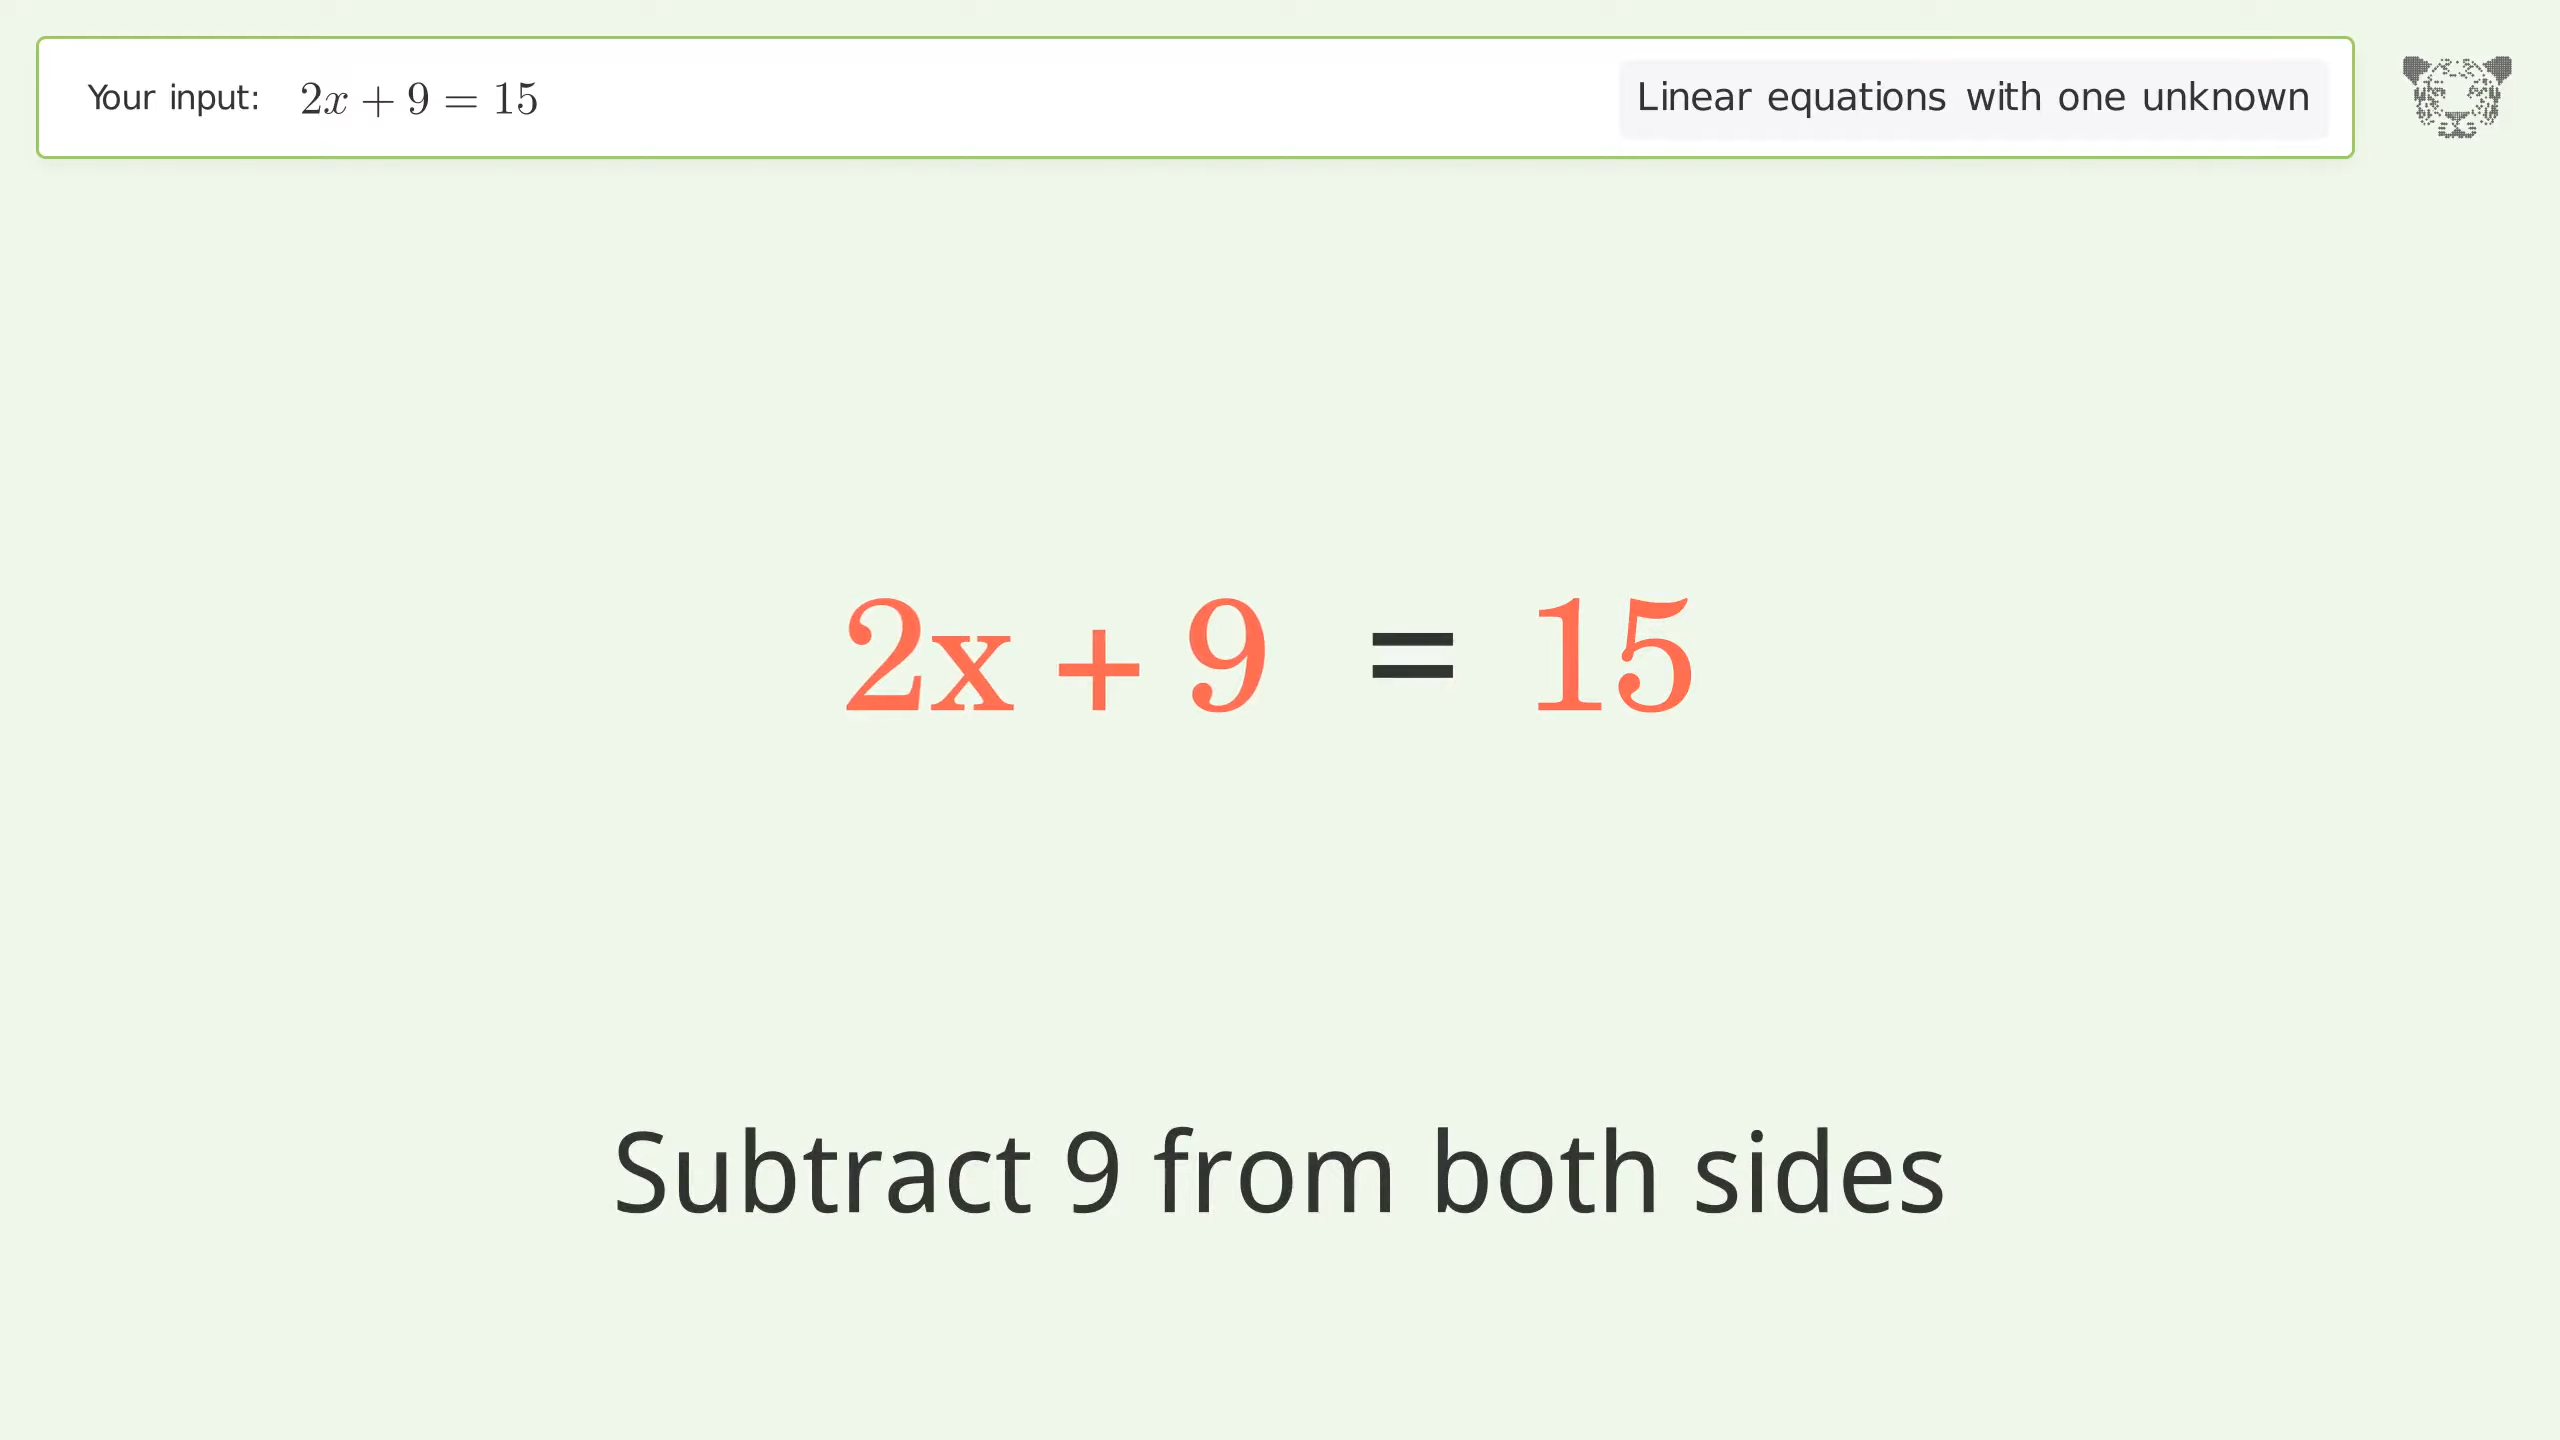 Your input: 2x + 9 = 15
Linear equations with one unknown
2x + 9 = 15
Subtract 9 from both sides